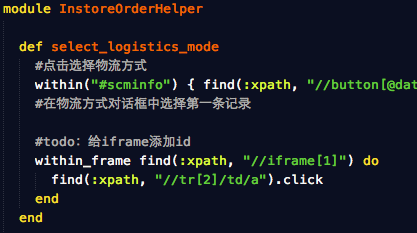 module InstoreOrderHelper
def select_logistics_mode
#点击选择物流方式
within("#scminfo") { find(:xpath, "//button[@dat
#在物流方式对话框中选择第一条记录
#todo: 给iframe添加id
within_frame find(:xpath, "//iframe[1]") do
find(:xpath, "//tr[2]/td/a").click
end
end